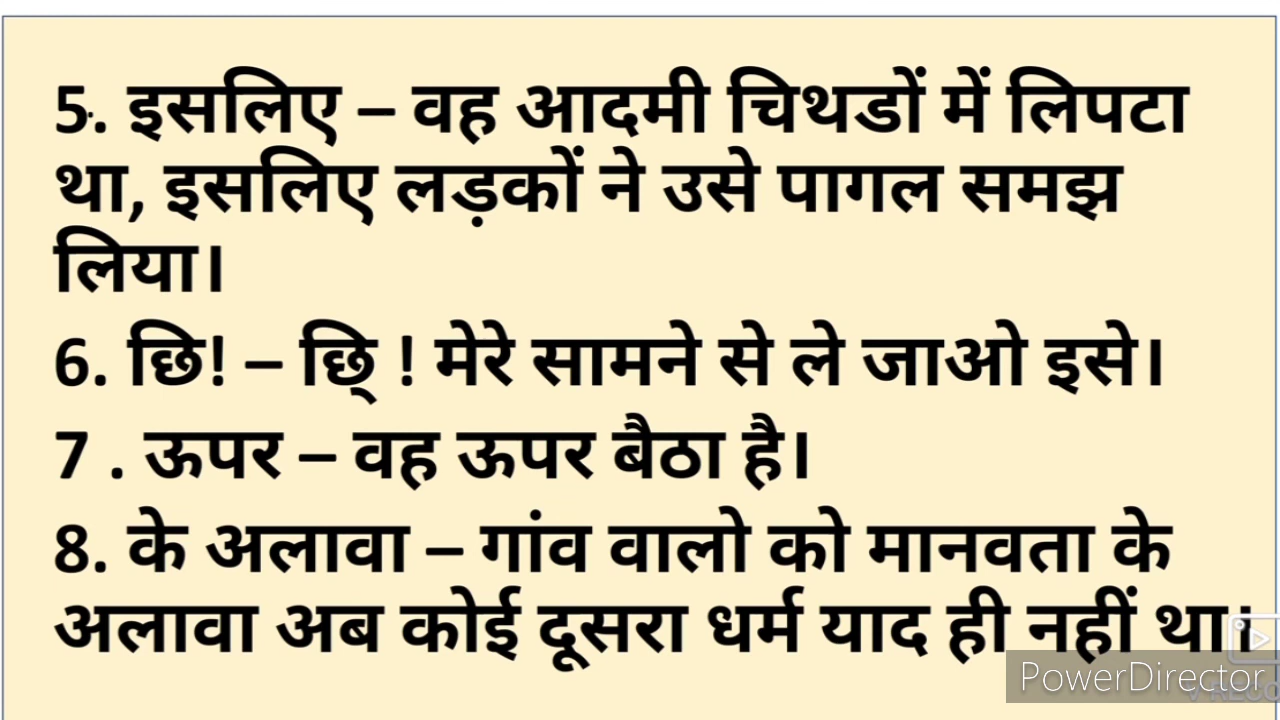 5. इसलिए – वह आदमी चिथडों में लिपटा
था, इसलिए लड़कों ने उसे पागल समझ
लिया।
6. छि! – छि् ! मेरे सामने से ले जाओ इसे।
7 . ऊपर – वह ऊपर बैठा है।
8. के अलावा – गांव वालो को मानवता के
अलावा अब कोई दूसरा धर्म याद ही नहीं था।
PowerDirector